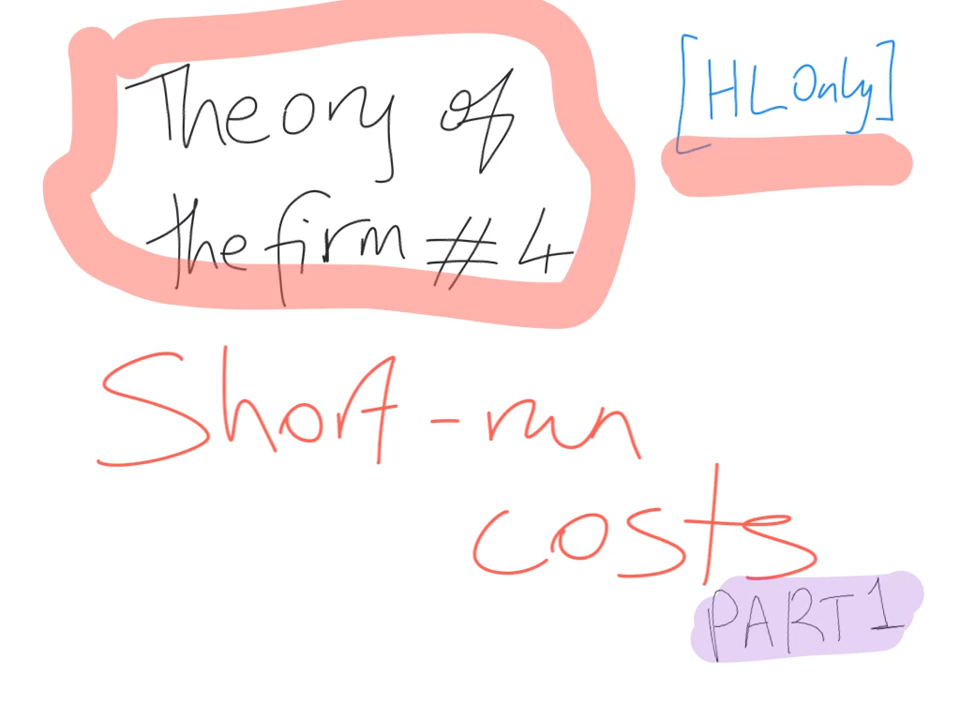 Theory of
the firm #4
[HL Only]
Short-run
costs
PART 1